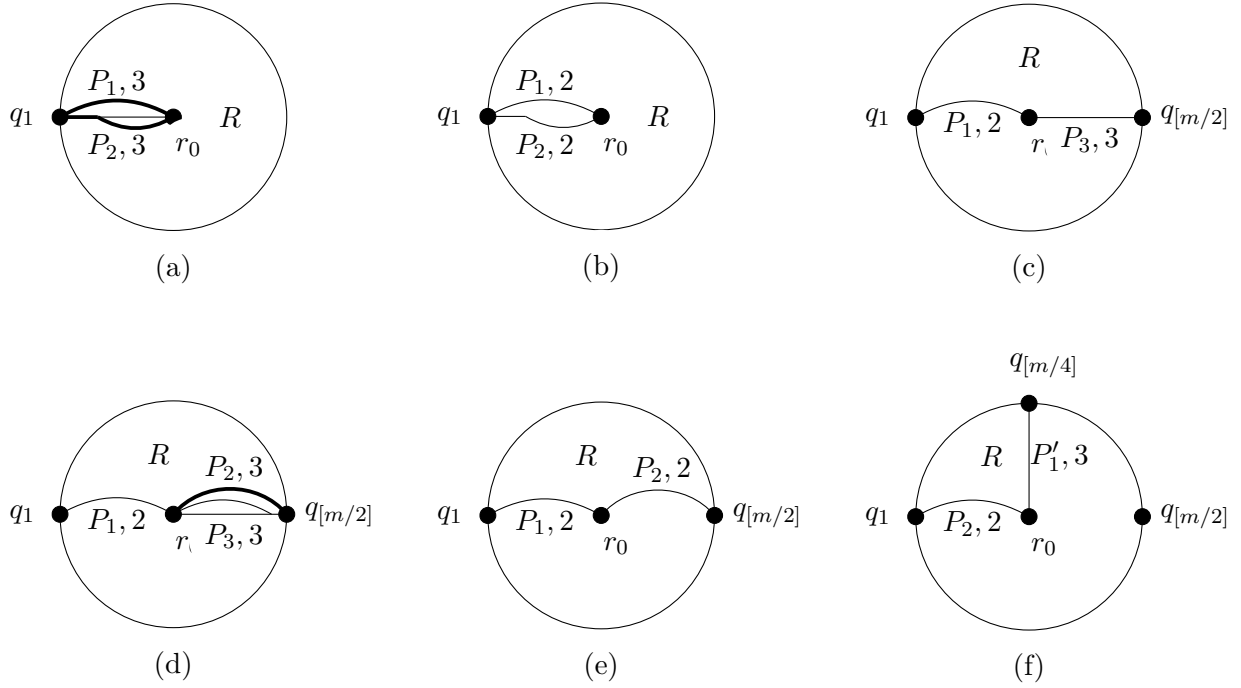 P₁, 3
q₁
R
P₂, 3
r₀
(a)
P₁, 2
q₁
R
P₂, 2
r₀
(b)
R
q₁
q[m/2]
P₁, 2
r
P₃, 3
(c)
R
P₂, 3
q₁
q[m/2]
P₁, 2
r
P₃, 3
(d)
R
P₂, 2
q₁
q[m/2]
P₁, 2
r₀
(e)
q[m/4]
R
P′₁, 3
q₁
q[m/2]
P₂, 2
r₀
(f)